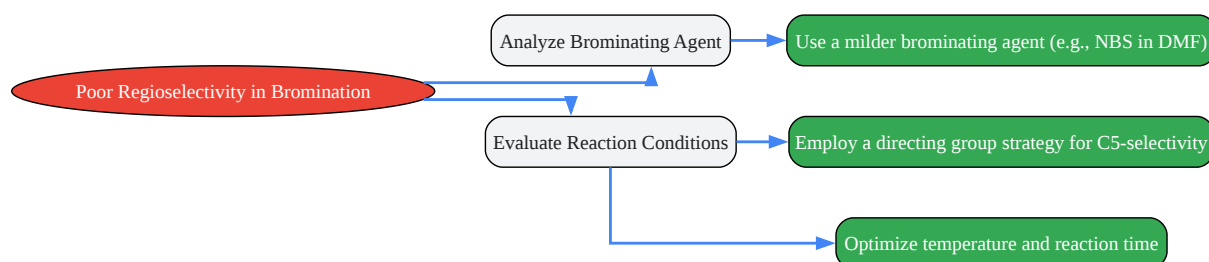 Analyze Brominating Agent
Use a milder brominating agent (e.g., NBS in DMF)
Poor Regioselectivity in Bromination
Evaluate Reaction Conditions
Employ a directing group strategy for C5-selectivity
Optimize temperature and reaction time